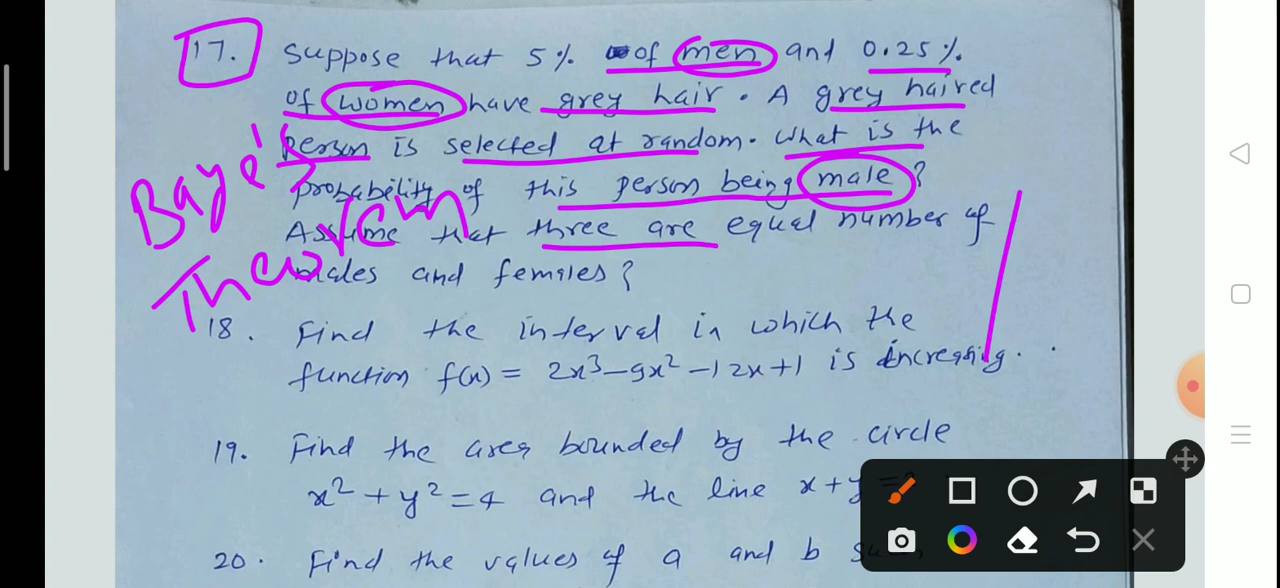 17. Suppose that 5% of men and 0.25%
of women have grey hair. A grey haired
person is selected at random. What is the
probability of this person being male?
Assume that three are equal number of
males and females?
Baye's
Theorem
18. Find the interval in which the
function f(x) = 2x³-9x²-12x+1 is increasing.
19. Find the area bounded by the circle
x²+y²=4 and the line x+y
20. Find the values of a and b